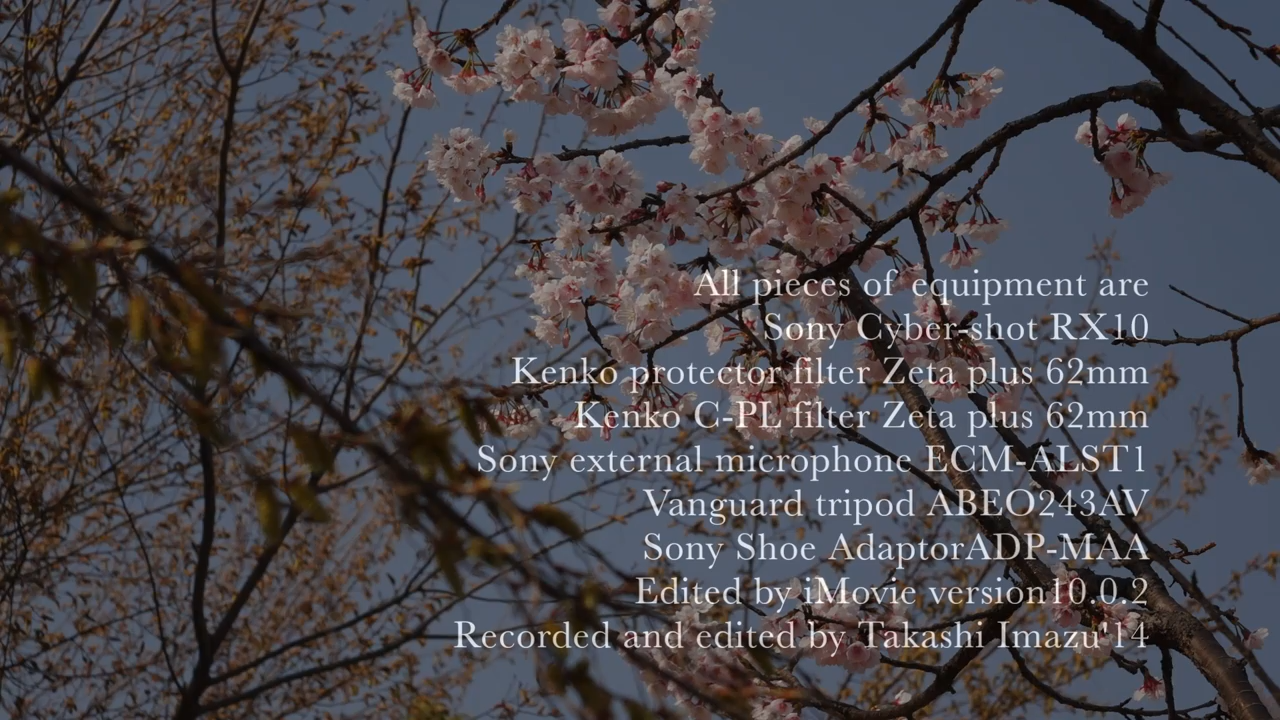 All pieces of equipment are
Sony Cyber-shot RX10
Kenko protector filter Zeta plus 62mm
Kenko C-PL filter Zeta plus 62mm
Sony external microphone ECM-ALST1
Vanguard tripod ABEO243AV
Sony Shoe AdaptorADP-MAA
Edited by iMovie version10.0.2
Recorded and edited by Takashi Imazu'14